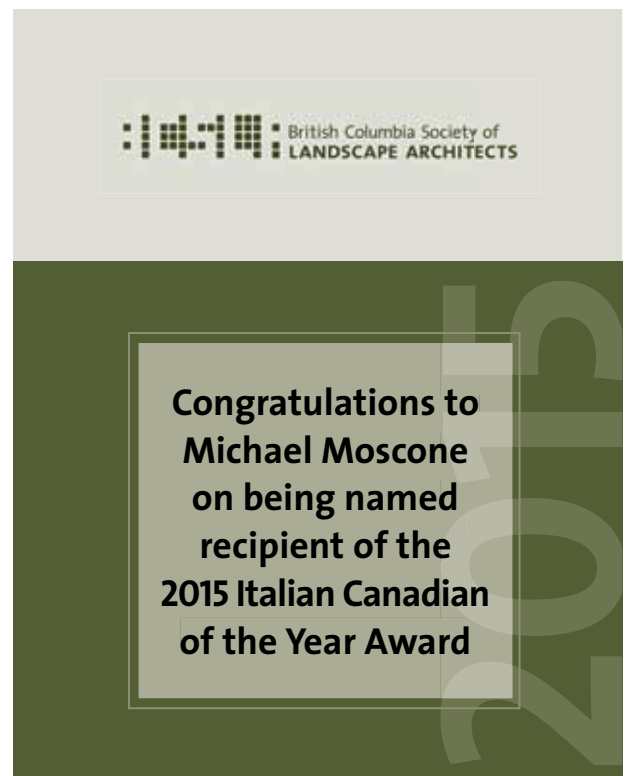 British Columbia Society of
LANDSCAPE ARCHITECTS
2015
Congratulations to
Michael Moscone
on being named
recipient of the
2015 Italian Canadian
of the Year Award